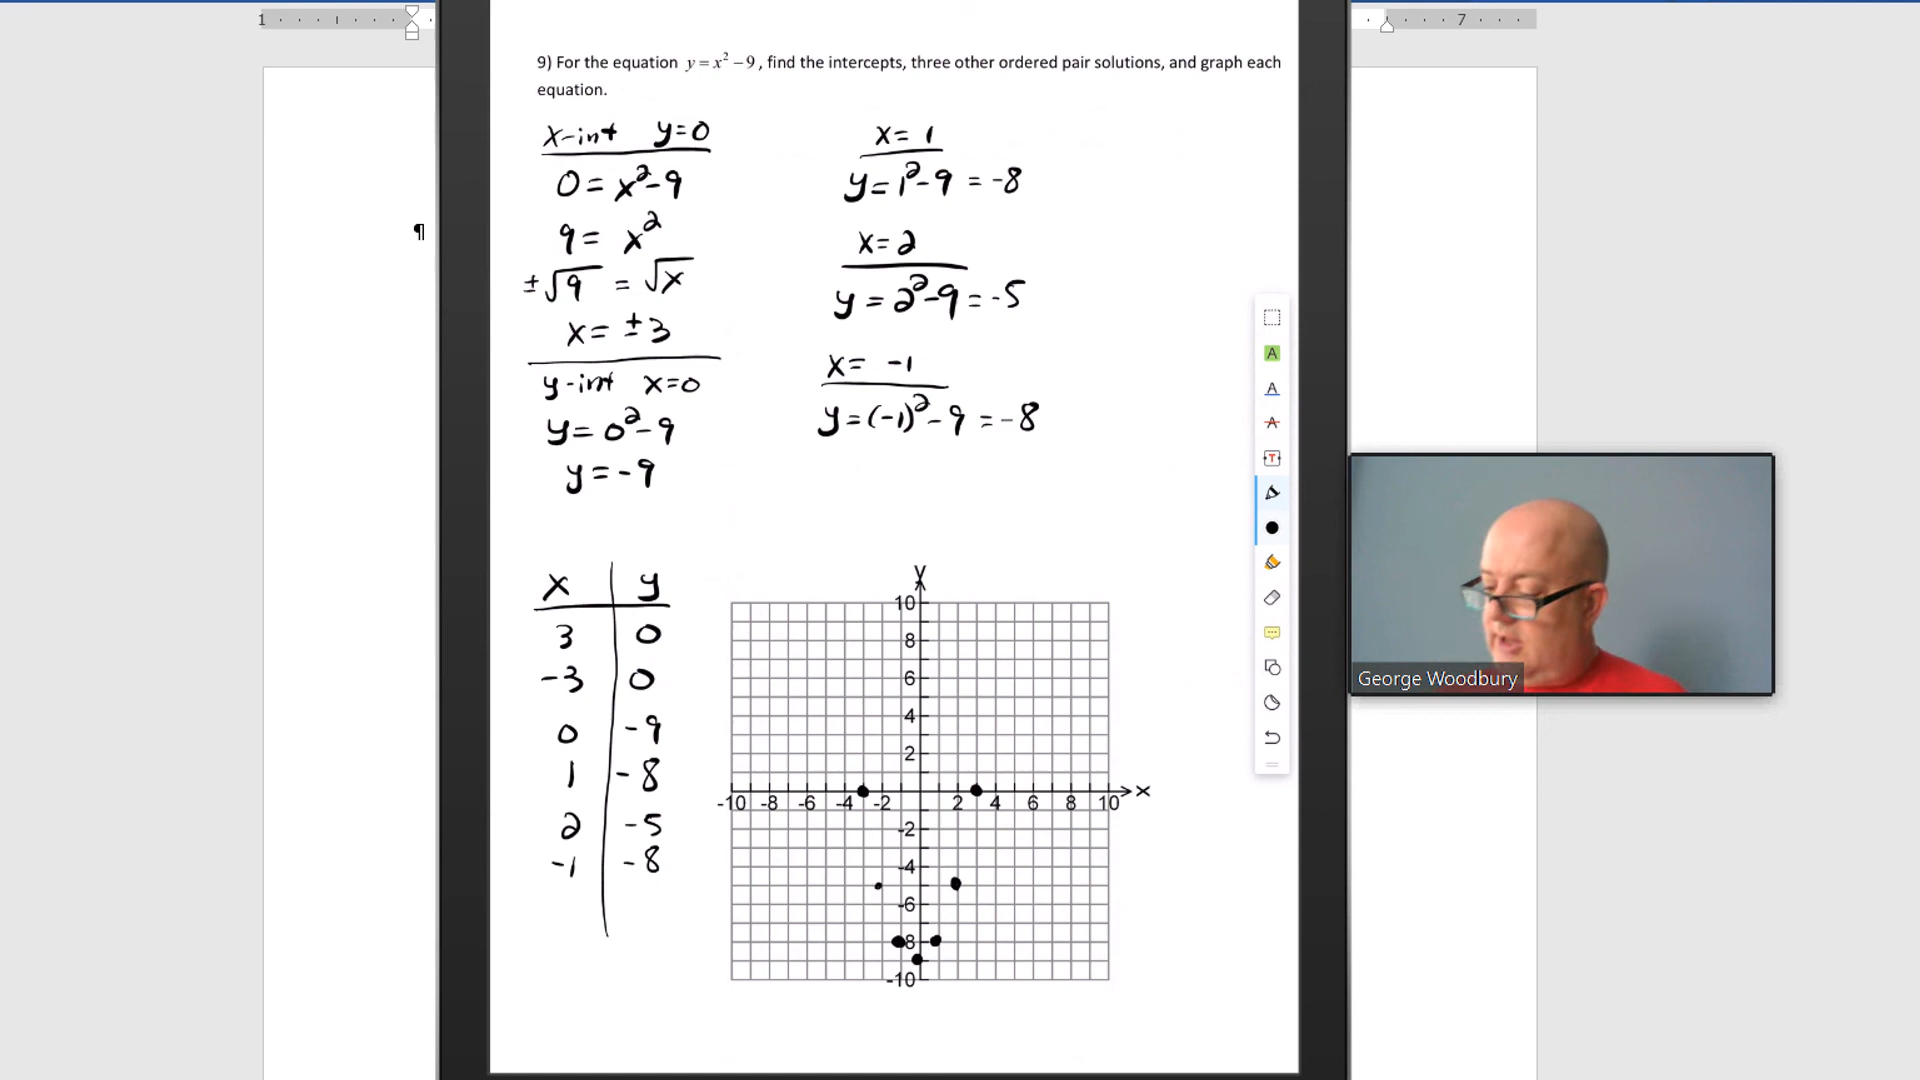 1
7
9) For the equation y = x² − 9, find the intercepts, three other ordered pair solutions, and graph each
equation.
x-int y=0
0 = x²-9
9 = x²
±√9 = √x
x = ±3
y-int x=0
y = 0²-9
y = -9
x = 1
y = 1²-9 = -8
x = 2
y = 2²-9 = -5
x = -1
y = (-1)²-9 = -8
¶
x y
3 0
-3 0
0 -9
1 -8
2 -5
-1 -8
y
10
8
6
4
2
-10 -8 -6 -4 -2 2 4 6 8 10 x
-2
-4
-6
-8
-10
A
A
A
T
George Woodbury